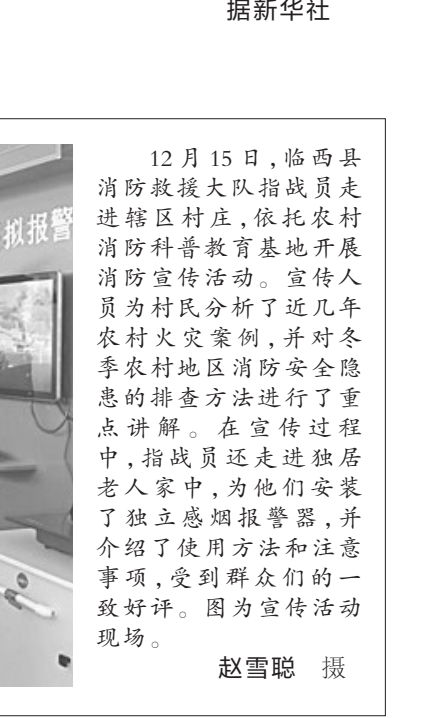 据新华社
拟报警
12月15日,临西县
消防救援大队指战员走
进辖区村庄,依托农村
消防科普教育基地开展
消防宣传活动。宣传人
员为村民分析了近几年
农村火灾案例,并对冬
季农村地区消防安全隐
患的排查方法进行了重
点讲解。在宣传过程
中,指战员还走进独居
老人家中,为他们安装
了独立感烟报警器,并
介绍了使用方法和注意
事项,受到群众们的一
致好评。图为宣传活动
现场。
赵雪聪 摄